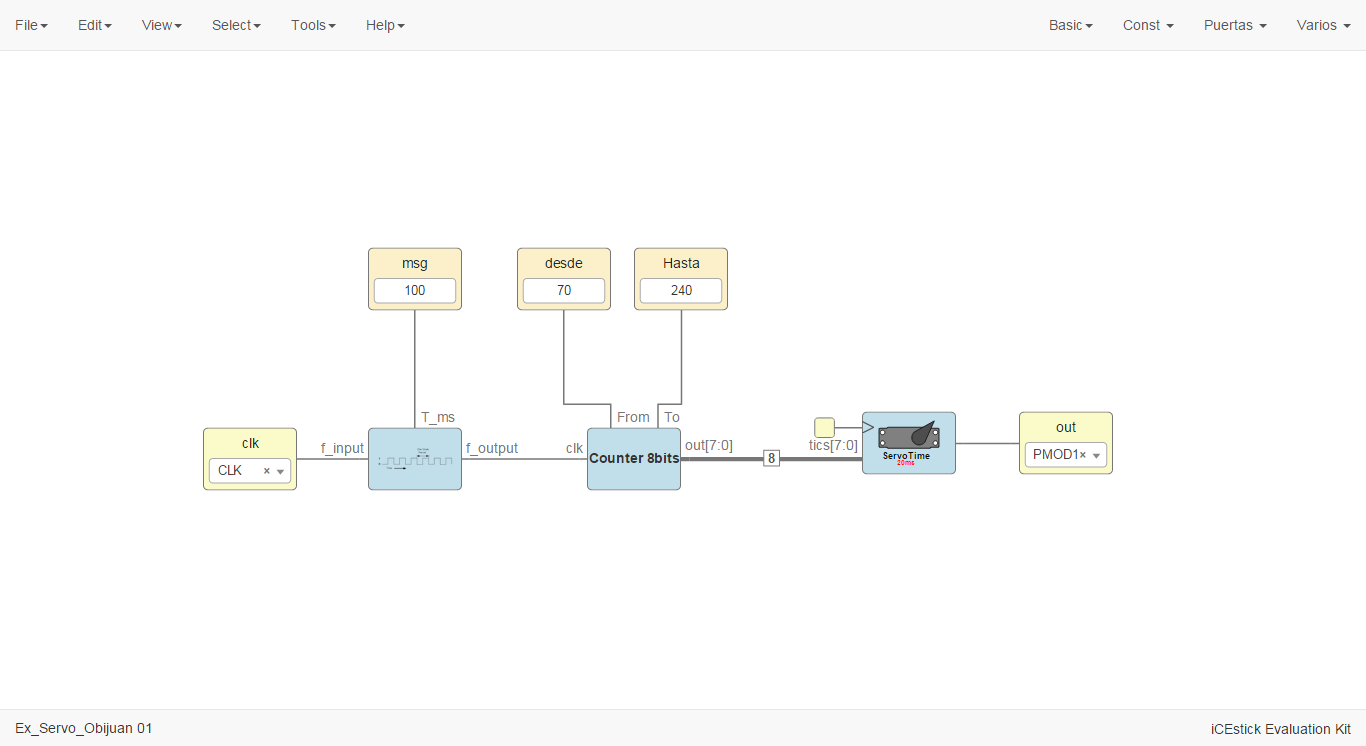 File Edit View Select Tools Help Basic Const Puertas Varios
msg desde Hasta
100 70 240
T_ms From To
clk
CLK ×
f_input f_output clk
Counter 8bits
out[7:0]
8
tics[7:0]
ServoTime
20ms
out
PMOD1×
Ex_Servo_Obijuan 01 iCEstick Evaluation Kit